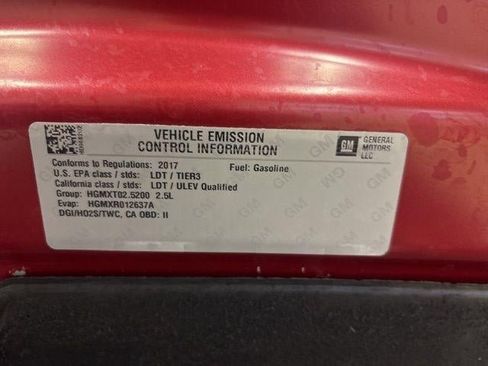 VEHICLE EMISSION
CONTROL INFORMATION
GM
GENERAL
MOTORS
LLC
Conforms to Regulations: 2017
Fuel: Gasoline
U.S. EPA class / stds: LDT / TIER3
California class / stds: LDT / ULEV Qualified
Group: HGMXT02.5200 2.5L
Evap: HGMXR012637A
DGI/HO2S/TWC, CA OBD: II